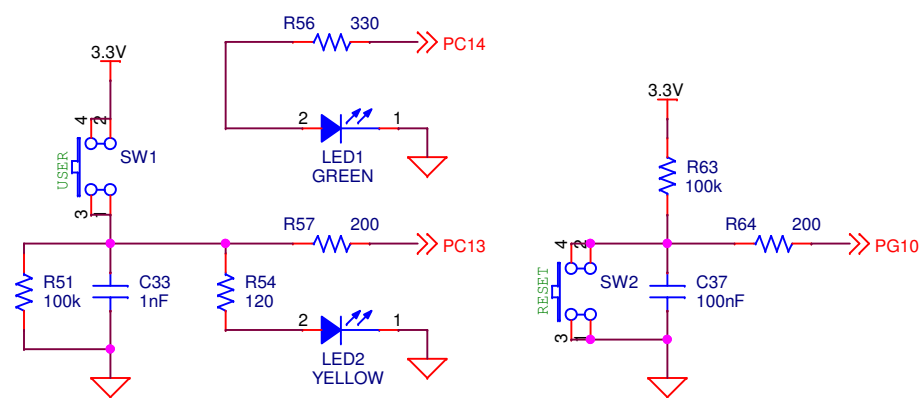 R56 330
PC14
3.3V
4 2
USER
SW1
3 1
2 1
LED1
GREEN
R57 200
PC13
R51
100k
C33
1nF
R54
120
2 1
LED2
YELLOW
3.3V
R63
100k
R64 200
PG10
4 2
RESET
SW2
3 1
C37
100nF